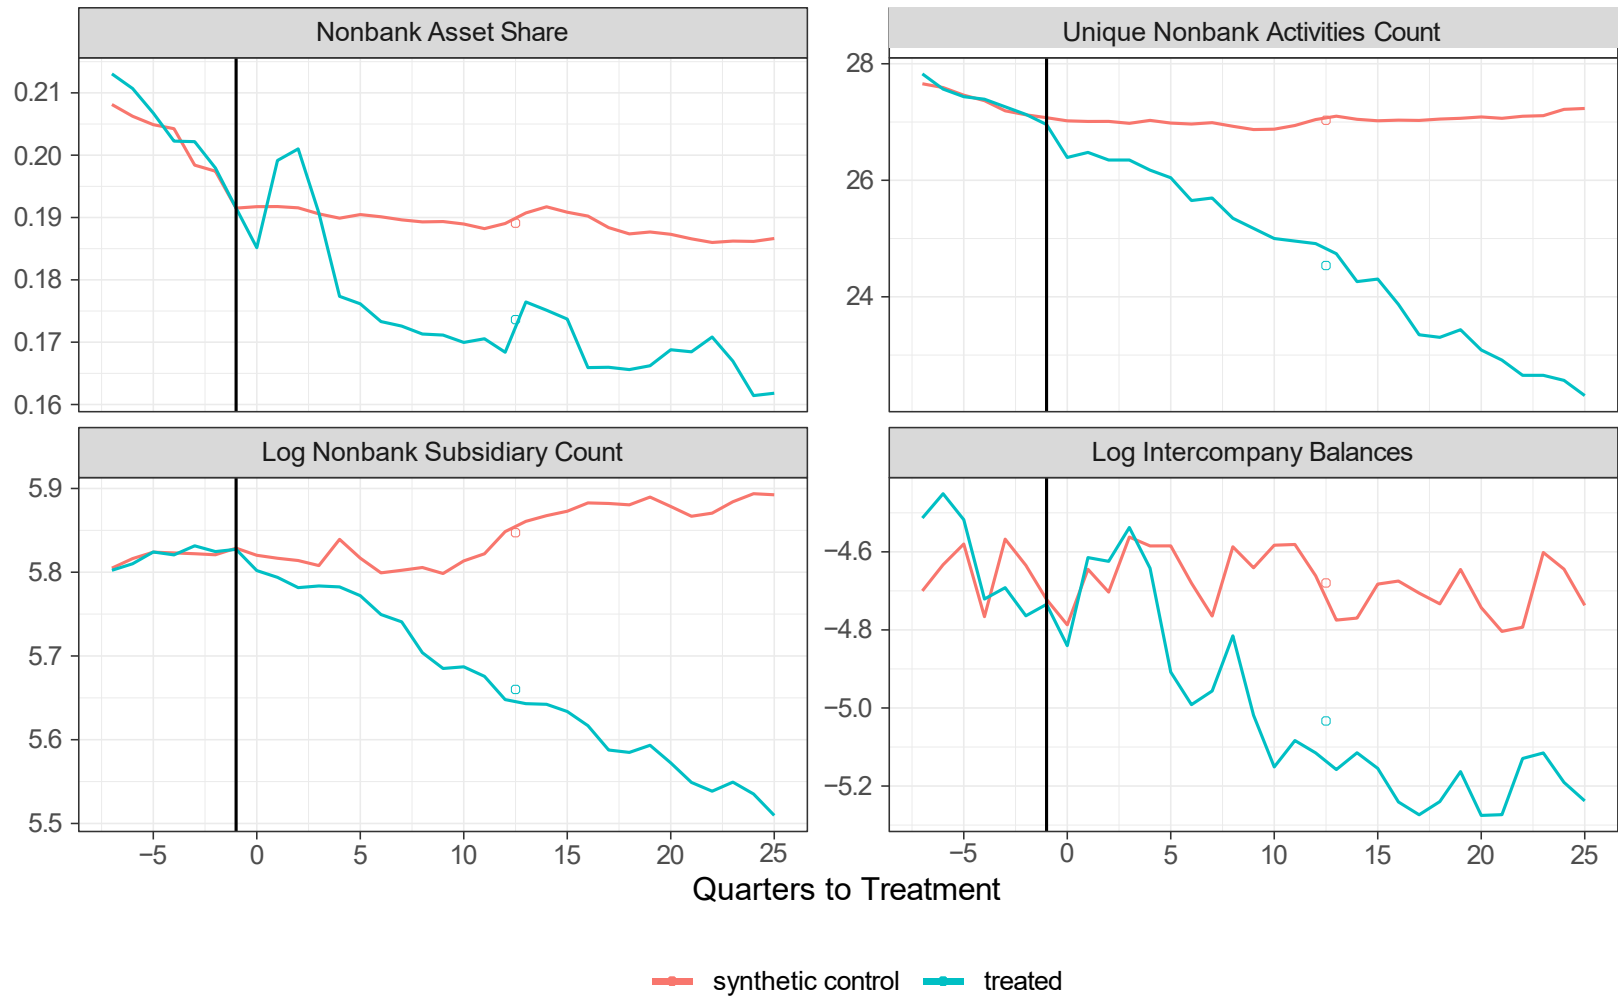 Nonbank Asset Share
Unique Nonbank Activities Count
0.21
0.20
0.19
0.18
0.17
0.16
28
26
24
Log Nonbank Subsidiary Count
Log Intercompany Balances
5.9
5.8
5.7
5.6
5.5
−4.6
−4.8
−5.0
−5.2
−5 0 5 10 15 20 25
−5 0 5 10 15 20 25
Quarters to Treatment
synthetic control treated